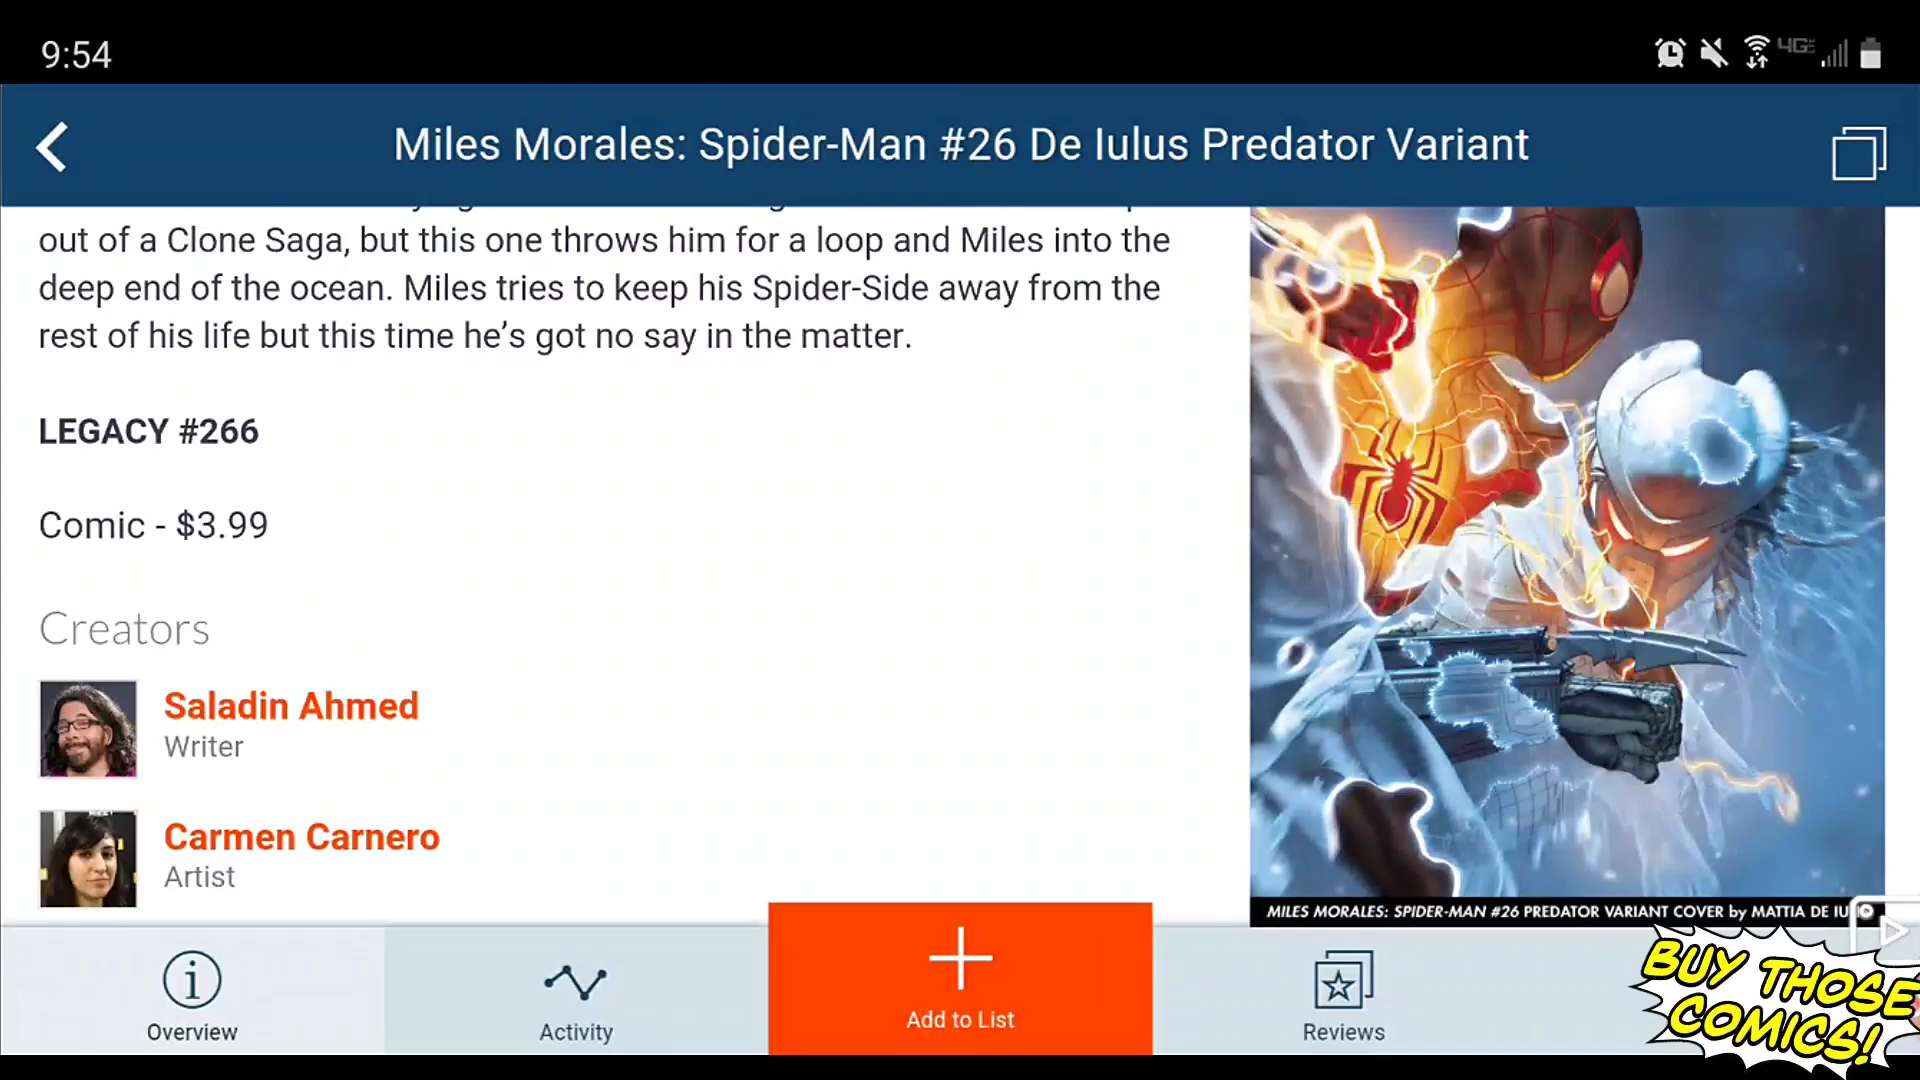 9:54
4GE
Miles Morales: Spider-Man #26 De Iulus Predator Variant
out of a Clone Saga, but this one throws him for a loop and Miles into the
deep end of the ocean. Miles tries to keep his Spider-Side away from the
rest of his life but this time he’s got no say in the matter.
LEGACY #266
Comic - $3.99
Creators
Saladin Ahmed
Writer
Carmen Carnero
Artist
MILES MORALES: SPIDER-MAN #26 PREDATOR VARIANT COVER by MATTIA DE
Overview
Activity
Add to List
Reviews
BUY THOSE
COMICS!